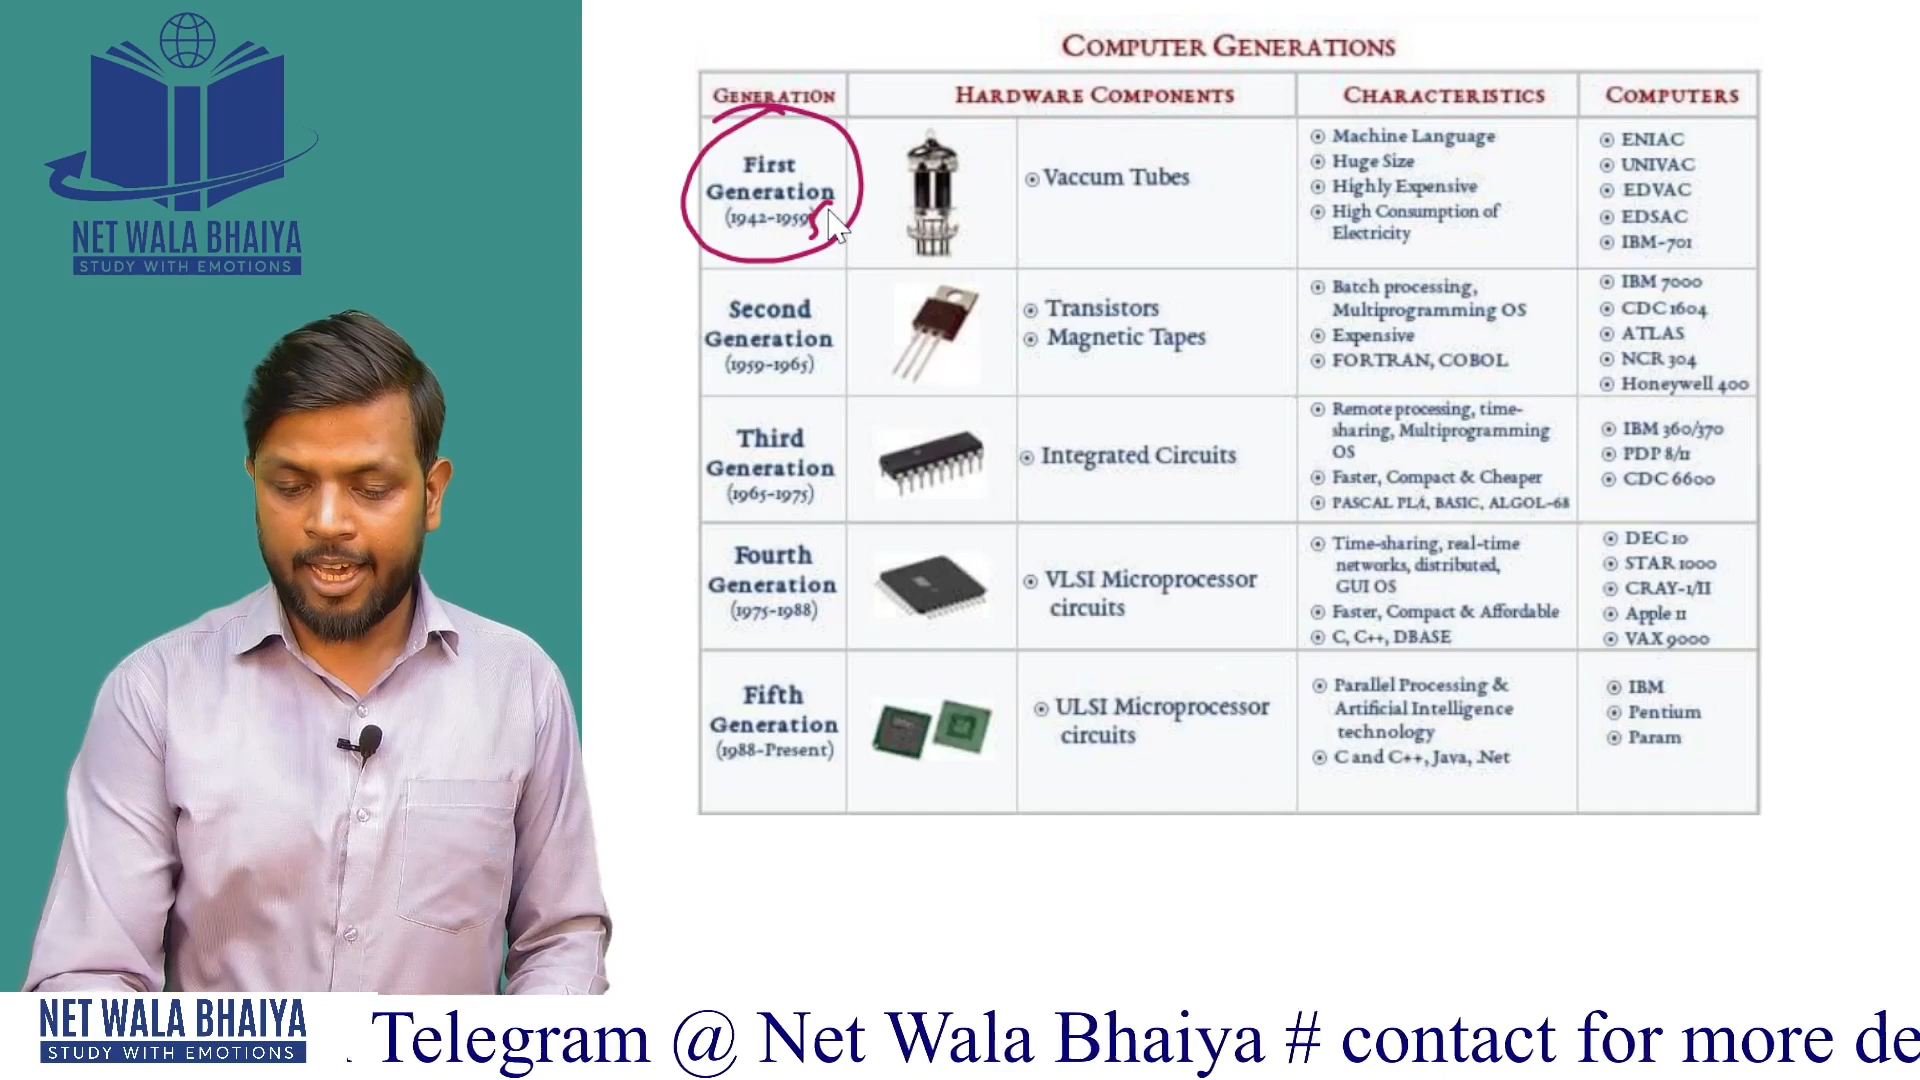 NET WALA BHAIYA
STUDY WITH EMOTIONS
COMPUTER GENERATIONS
GENERATION
HARDWARE COMPONENTS
CHARACTERISTICS
COMPUTERS
First
Generation
(1942-1959)
Vaccum Tubes
Machine Language
Huge Size
Highly Expensive
High Consumption of
Electricity
ENIAC
UNIVAC
EDVAC
EDSAC
IBM-701
Second
Generation
(1959-1965)
Transistors
Magnetic Tapes
Batch processing,
Multiprogramming OS
Expensive
FORTRAN, COBOL
IBM 7000
CDC 1604
ATLAS
NCR 304
Honeywell 400
Third
Generation
(1965-1975)
Integrated Circuits
Remote processing, time-
sharing, Multiprogramming
OS
Faster, Compact & Cheaper
PASCAL PL/1, BASIC, ALGOL-68
IBM 360/370
PDP 8/11
CDC 6600
Fourth
Generation
(1975-1988)
VLSI Microprocessor
circuits
Time-sharing, real-time
networks, distributed,
GUI OS
Faster, Compact & Affordable
C, C++, DBASE
DEC 10
STAR 1000
CRAY-1/II
Apple II
VAX 9000
Fifth
Generation
(1988-Present)
ULSI Microprocessor
circuits
Parallel Processing &
Artificial Intelligence
technology
C and C++, Java, .Net
IBM
Pentium
Param
NET WALA BHAIYA
STUDY WITH EMOTIONS
. Telegram @ Net Wala Bhaiya # contact for more de